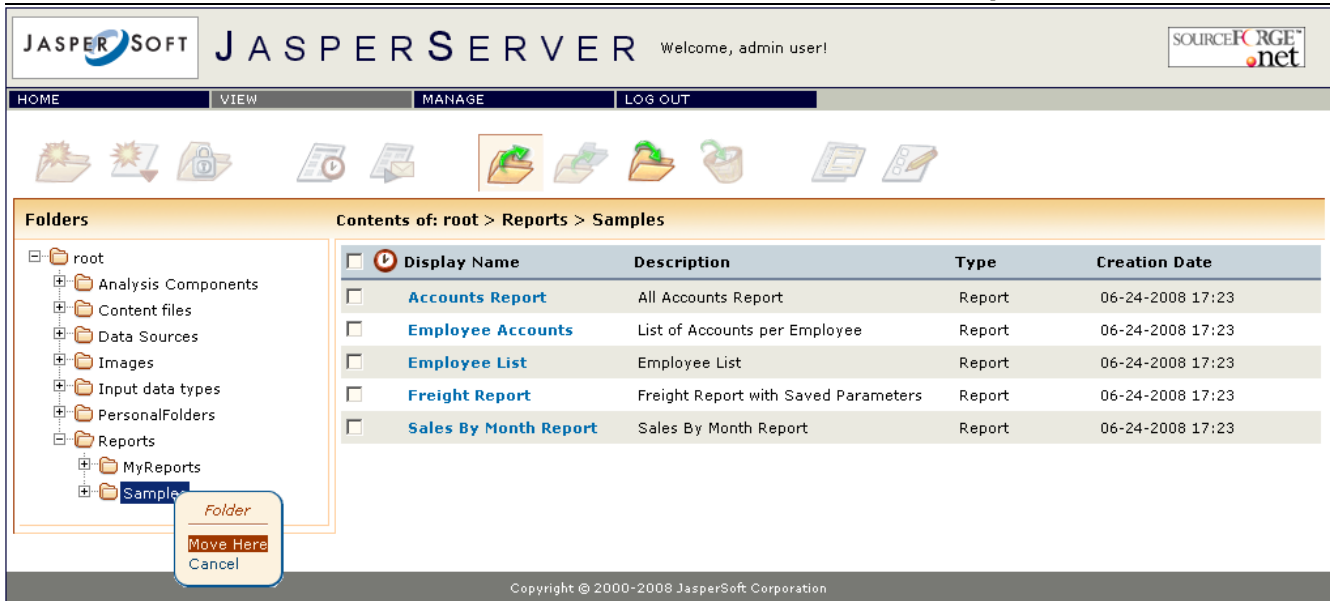 JASPERSOFT JASPERSERVER Welcome, admin user! SOURCEFORGE™ .net
HOME VIEW MANAGE LOG OUT
Folders
root
Analysis Components
Content files
Data Sources
Images
Input data types
PersonalFolders
Reports
MyReports
Samples
Folder
Move Here
Cancel
Contents of: root > Reports > Samples
Display Name Description Type Creation Date
Accounts Report All Accounts Report Report 06-24-2008 17:23
Employee Accounts List of Accounts per Employee Report 06-24-2008 17:23
Employee List Employee List Report 06-24-2008 17:23
Freight Report Freight Report with Saved Parameters Report 06-24-2008 17:23
Sales By Month Report Sales By Month Report Report 06-24-2008 17:23
Copyright © 2000-2008 JasperSoft Corporation